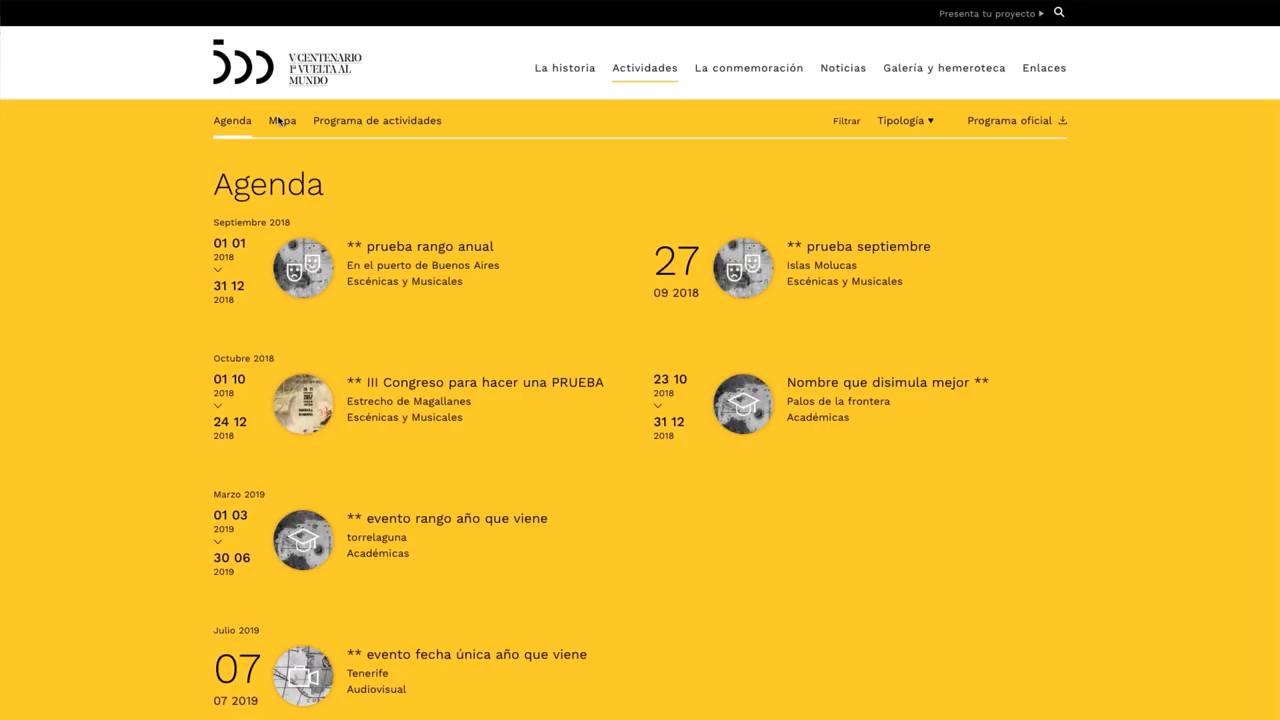 Presenta tu proyecto
V CENTENARIO
1ª VUELTA AL
MUNDO
La historia
Actividades
La conmemoración
Noticias
Galería y hemeroteca
Enlaces
Agenda
Mapa
Programa de actividades
Filtrar
Tipología
Programa oficial
Agenda
Septiembre 2018
01 01
2018
31 12
2018
** prueba rango anual
En el puerto de Buenos Aires
Escénicas y Musicales
27
09 2018
** prueba septiembre
Islas Molucas
Escénicas y Musicales
Octubre 2018
01 10
2018
24 12
2018
** III Congreso para hacer una PRUEBA
Estrecho de Magallanes
Escénicas y Musicales
23 10
2018
31 12
2018
Nombre que disimula mejor **
Palos de la frontera
Académicas
Marzo 2019
01 03
2019
30 06
2019
** evento rango año que viene
torrelaguna
Académicas
Julio 2019
07
07 2019
** evento fecha única año que viene
Tenerife
Audiovisual